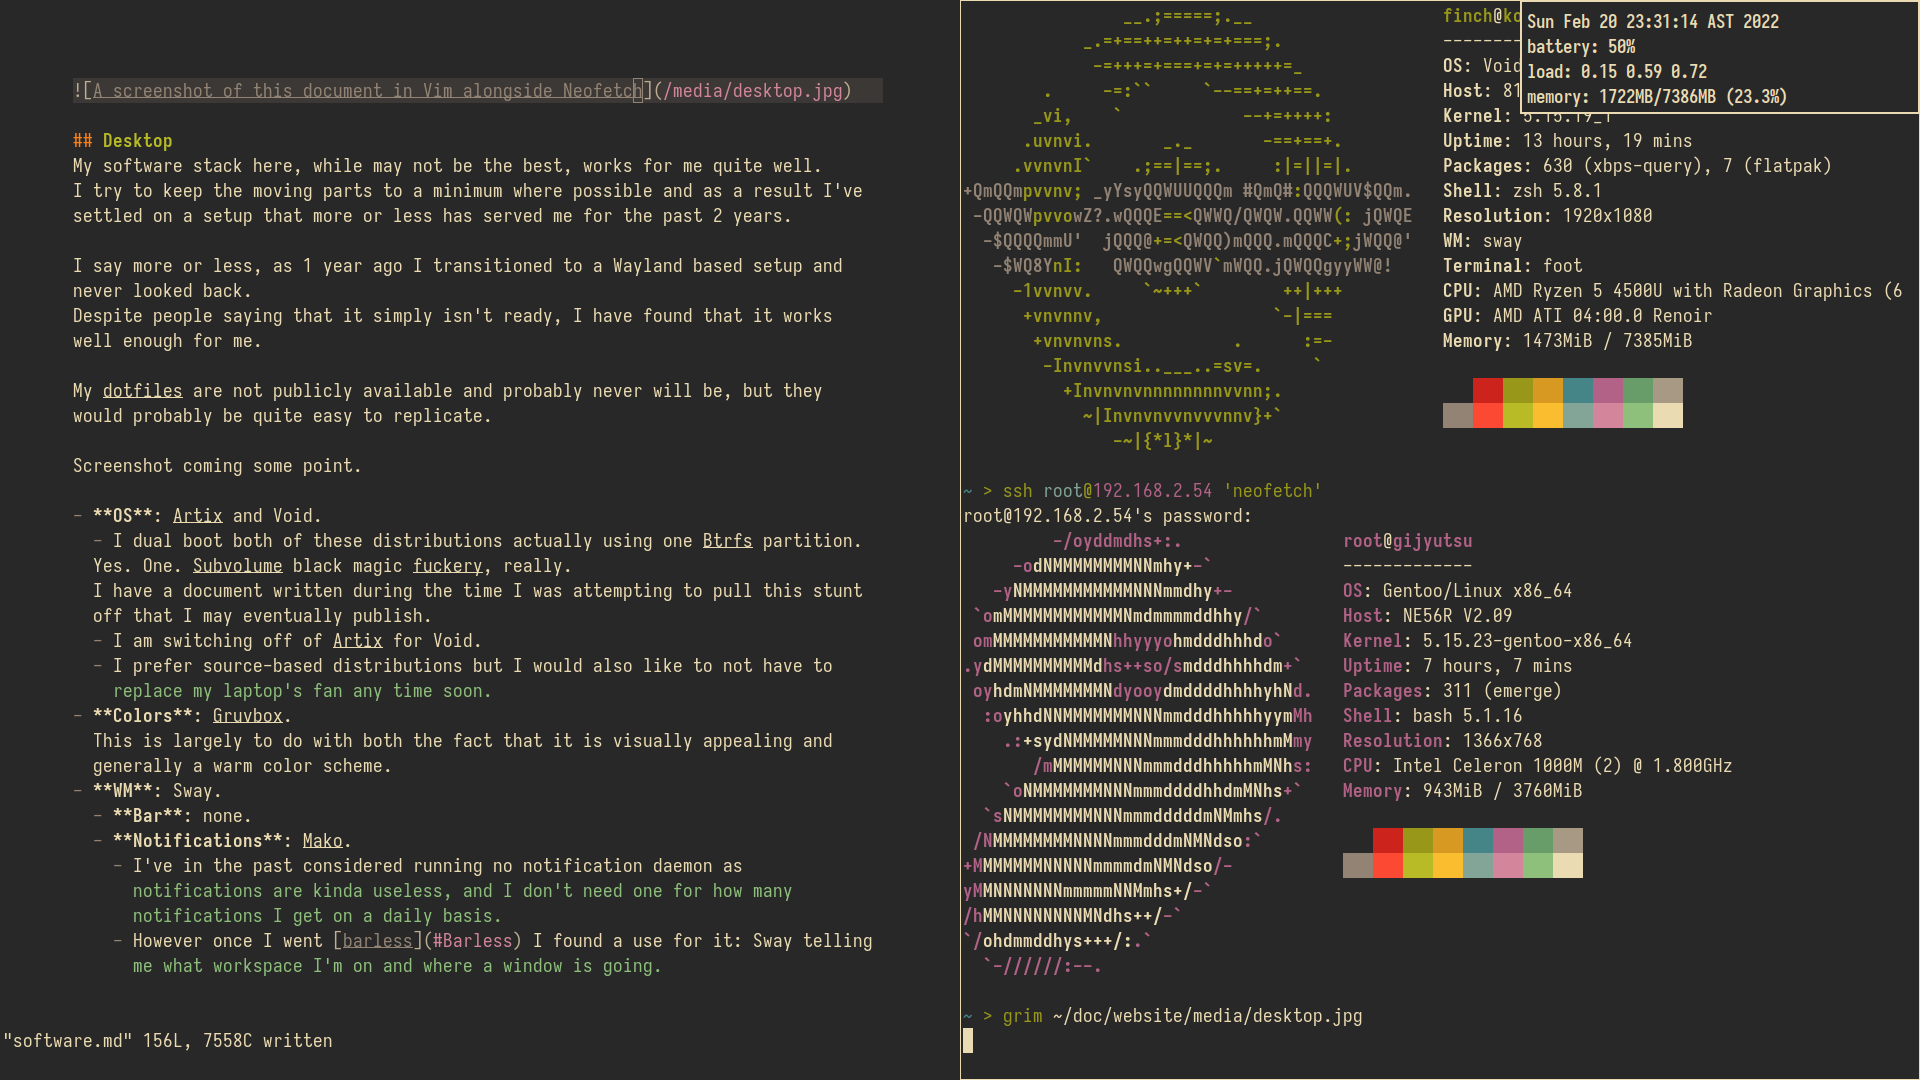 ![A screenshot of this document in Vim alongside Neofetch](/media/desktop.jpg)
## Desktop
My software stack here, while may not be the best, works for me quite well.
I try to keep the moving parts to a minimum where possible and as a result I've
settled on a setup that more or less has served me for the past 2 years.
I say more or less, as 1 year ago I transitioned to a Wayland based setup and
never looked back.
Despite people saying that it simply isn't ready, I have found that it works
well enough for me.
My dotfiles are not publicly available and probably never will be, but they
would probably be quite easy to replicate.
Screenshot coming some point.
- **OS**: Artix and Void.
- I dual boot both of these distributions actually using one Btrfs partition.
Yes. One. Subvolume black magic fuckery, really.
I have a document written during the time I was attempting to pull this stunt
off that I may eventually publish.
- I am switching off of Artix for Void.
- I prefer source-based distributions but I would also like to not have to
replace my laptop's fan any time soon.
- **Colors**: Gruvbox.
This is largely to do with both the fact that it is visually appealing and
generally a warm color scheme.
- **WM**: Sway.
- **Bar**: none.
- **Notifications**: Mako.
- I've in the past considered running no notification daemon as
notifications are kinda useless, and I don't need one for how many
notifications I get on a daily basis.
- However once I went [barless](#Barless) I found a use for it: Sway telling
me what workspace I'm on and where a window is going.
"software.md" 156L, 7558C written
finch@ko
--------
OS: Void
Host: 81
Kernel: 5.15.19_1
Uptime: 13 hours, 19 mins
Packages: 630 (xbps-query), 7 (flatpak)
Shell: zsh 5.8.1
Resolution: 1920x1080
WM: sway
Terminal: foot
CPU: AMD Ryzen 5 4500U with Radeon Graphics (6
GPU: AMD ATI 04:00.0 Renoir
Memory: 1473MiB / 7385MiB
Sun Feb 20 23:31:14 AST 2022
battery: 50%
load: 0.15 0.59 0.72
memory: 1722MB/7386MB (23.3%)
~ > ssh root@192.168.2.54 'neofetch'
root@192.168.2.54's password:
root@gijyutsu
-------------
OS: Gentoo/Linux x86_64
Host: NE56R V2.09
Kernel: 5.15.23-gentoo-x86_64
Uptime: 7 hours, 7 mins
Packages: 311 (emerge)
Shell: bash 5.1.16
Resolution: 1366x768
CPU: Intel Celeron 1000M (2) @ 1.800GHz
Memory: 943MiB / 3760MiB
~ > grim ~/doc/website/media/desktop.jpg